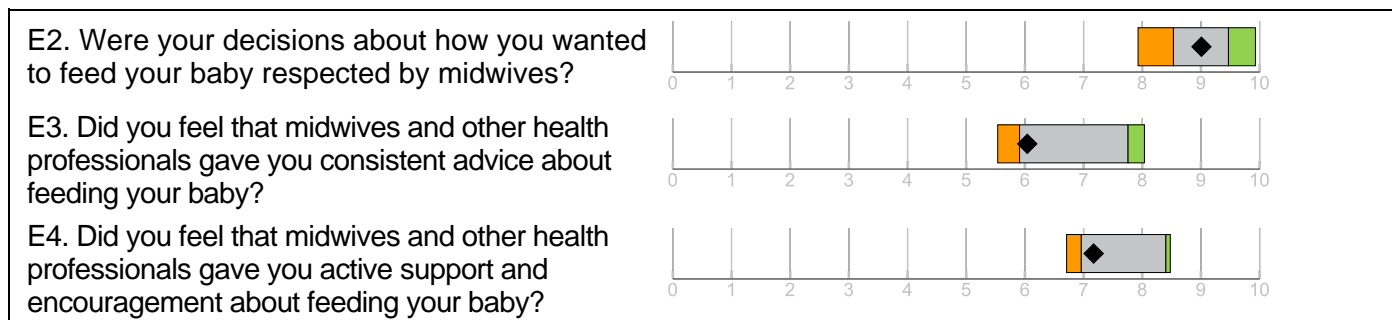 E2. Were your decisions about how you wanted
to feed your baby respected by midwives?
0 1 2 3 4 5 6 7 8 9 10
E3. Did you feel that midwives and other health
professionals gave you consistent advice about
feeding your baby?
0 1 2 3 4 5 6 7 8 9 10
E4. Did you feel that midwives and other health
professionals gave you active support and
encouragement about feeding your baby?
0 1 2 3 4 5 6 7 8 9 10